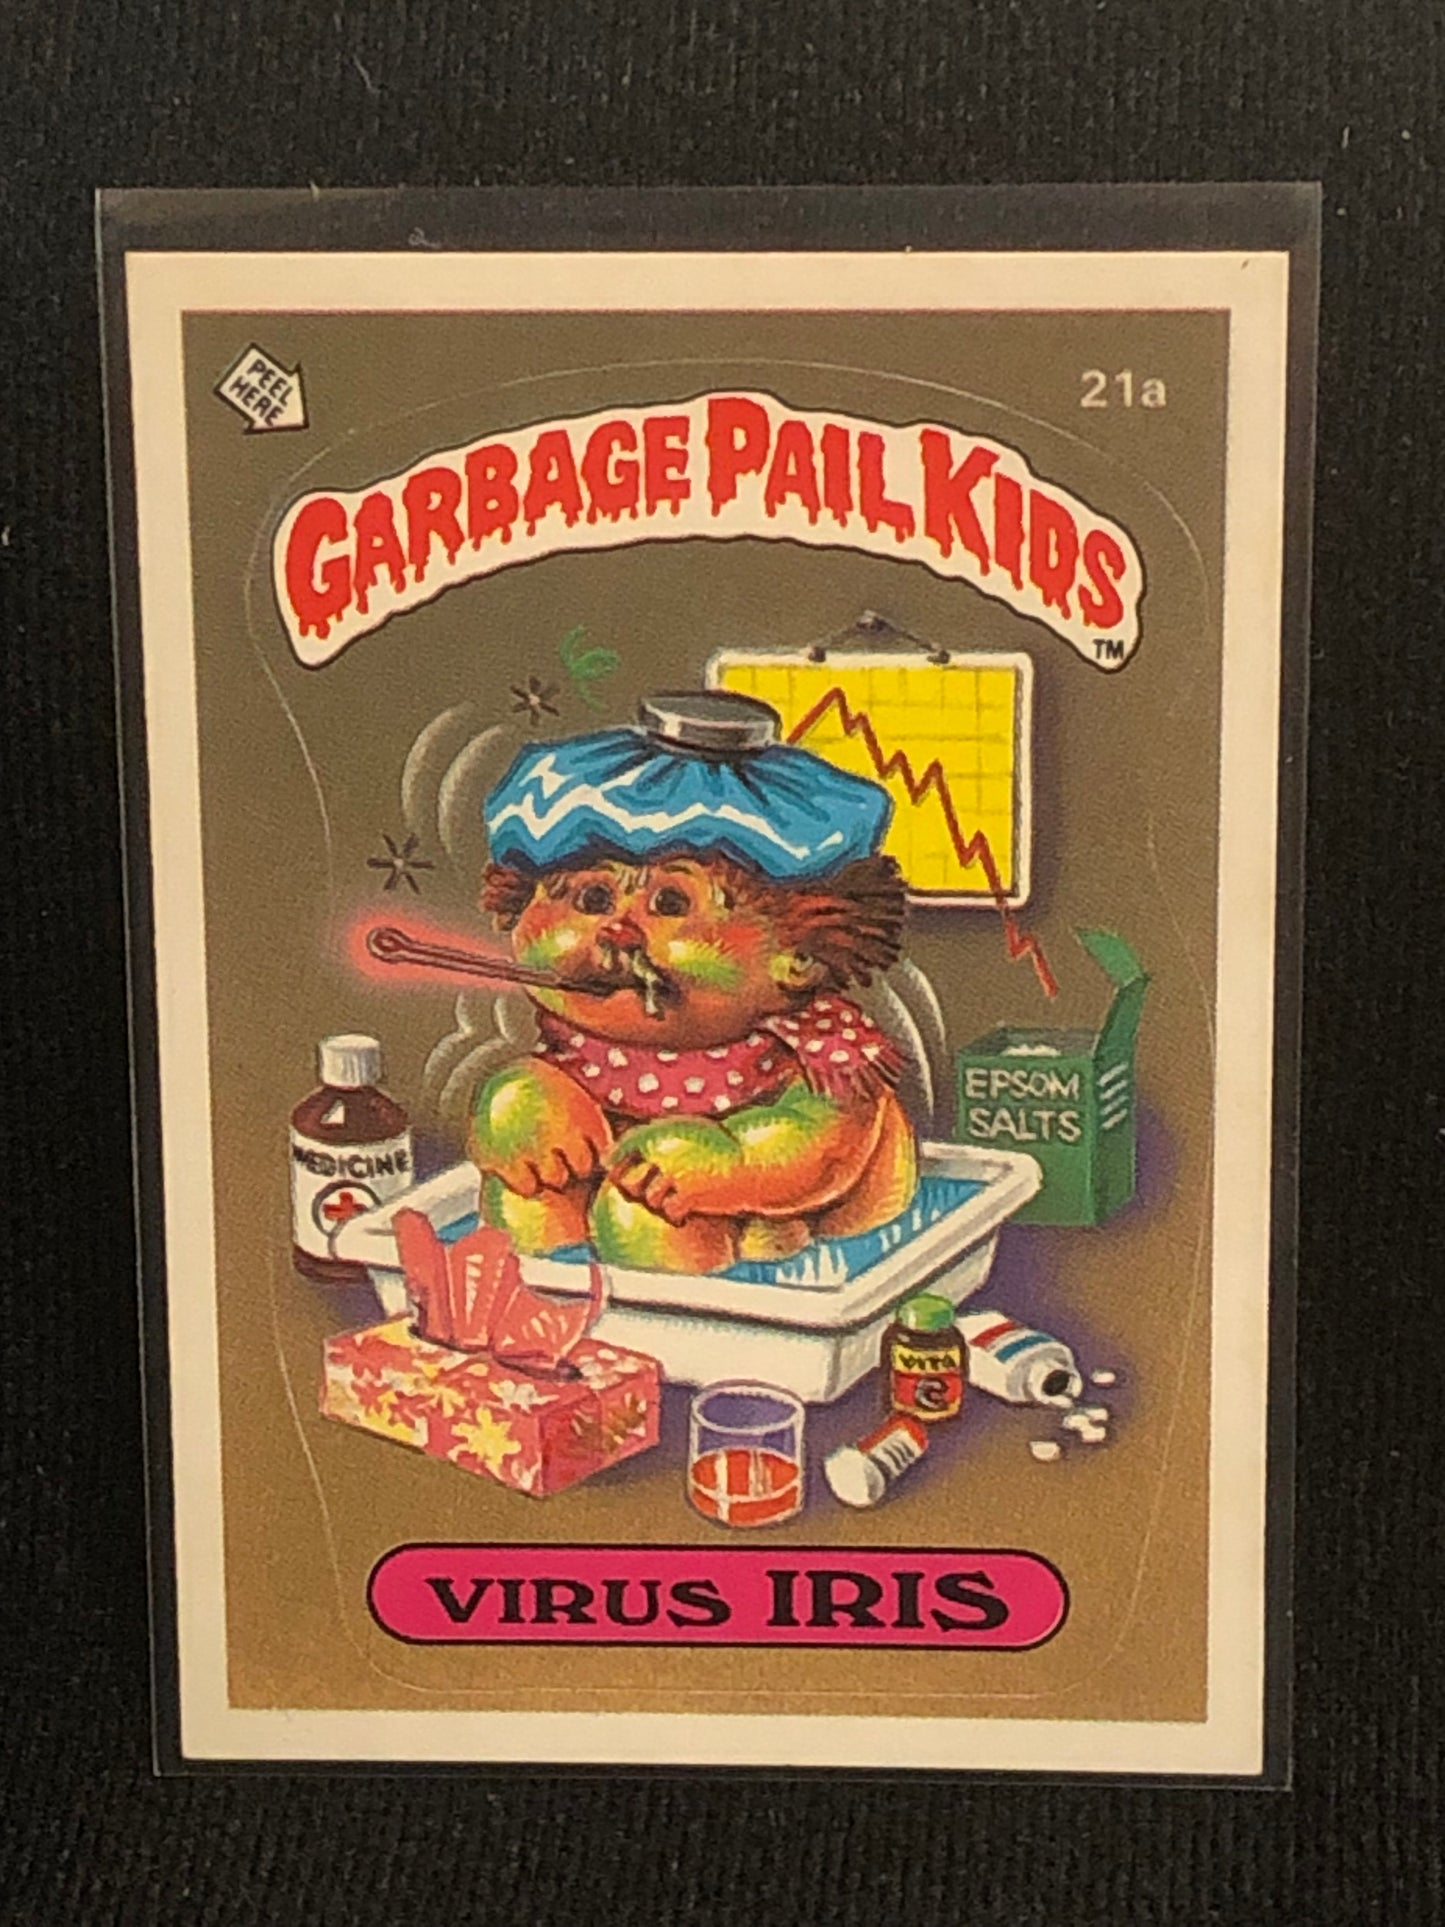 PEEL
HERE
21a
GARBAGE PAIL KIDS
TM
EPSOM
SALTS
MEDICINE
VITA
C
VIRUS IRIS